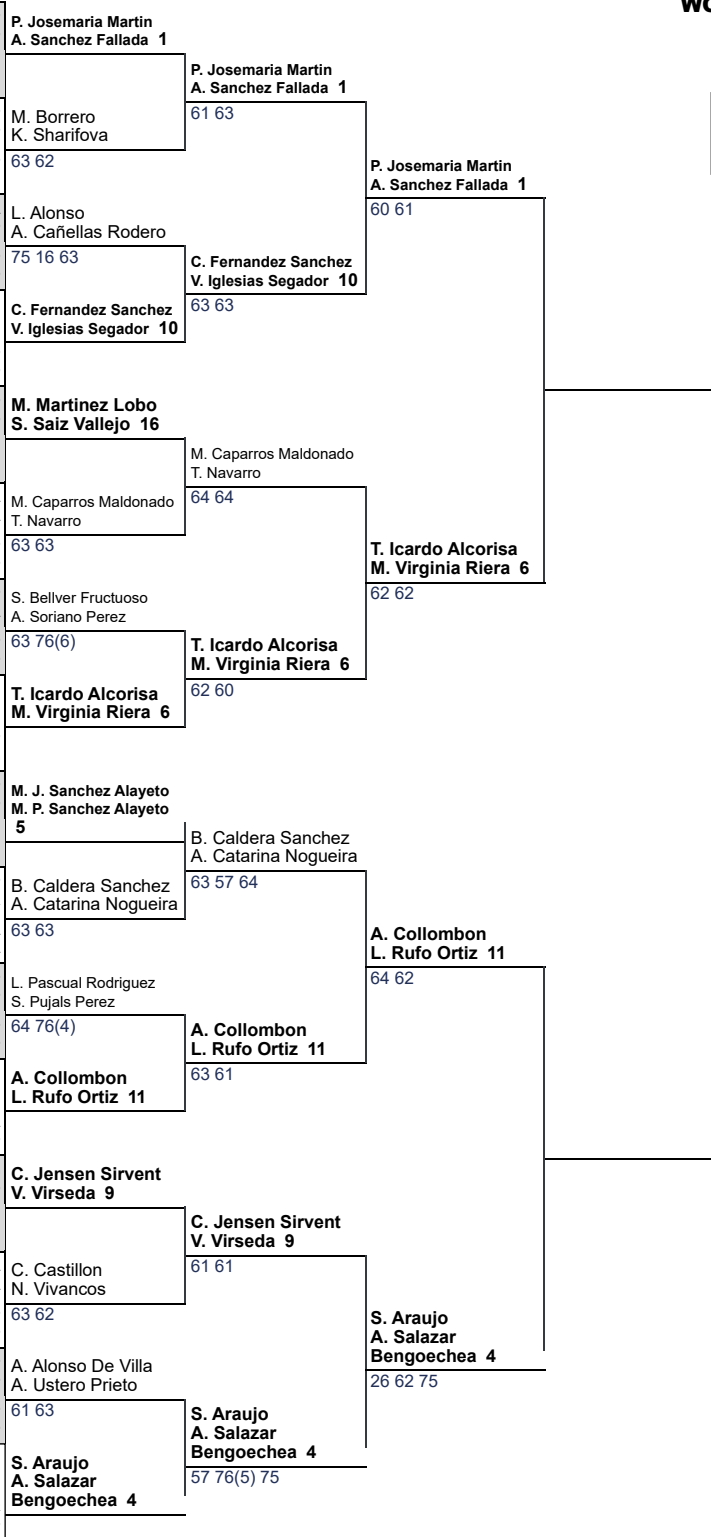 P. Josemaria Martin
A. Sanchez Fallada 1
M. Borrero
K. Sharifova
63 62
L. Alonso
A. Cañellas Rodero
75 16 63
C. Fernandez Sanchez
V. Iglesias Segador 10
M. Martinez Lobo
S. Saiz Vallejo 16
M. Caparros Maldonado
T. Navarro
63 63
S. Bellver Fructuoso
A. Soriano Perez
63 76(6)
T. Icardo Alcorisa
M. Virginia Riera 6
M. J. Sanchez Alayeto
M. P. Sanchez Alayeto
5
B. Caldera Sanchez
A. Catarina Nogueira
63 63
L. Pascual Rodriguez
S. Pujals Perez
64 76(4)
A. Collombon
L. Rufo Ortiz 11
C. Jensen Sirvent
V. Virseda 9
C. Castillon
N. Vivancos
63 62
A. Alonso De Villa
A. Ustero Prieto
61 63
S. Araujo
A. Salazar
Bengoechea 4
P. Josemaria Martin
A. Sanchez Fallada 1
61 63
C. Fernandez Sanchez
V. Iglesias Segador 10
63 63
M. Caparros Maldonado
T. Navarro
64 64
T. Icardo Alcorisa
M. Virginia Riera 6
62 60
B. Caldera Sanchez
A. Catarina Nogueira
63 57 64
A. Collombon
L. Rufo Ortiz 11
63 61
C. Jensen Sirvent
V. Virseda 9
61 61
S. Araujo
A. Salazar
Bengoechea 4
57 76(5) 75
P. Josemaria Martin
A. Sanchez Fallada 1
60 61
T. Icardo Alcorisa
M. Virginia Riera 6
62 62
A. Collombon
L. Rufo Ortiz 11
64 62
S. Araujo
A. Salazar
Bengoechea 4
26 62 75